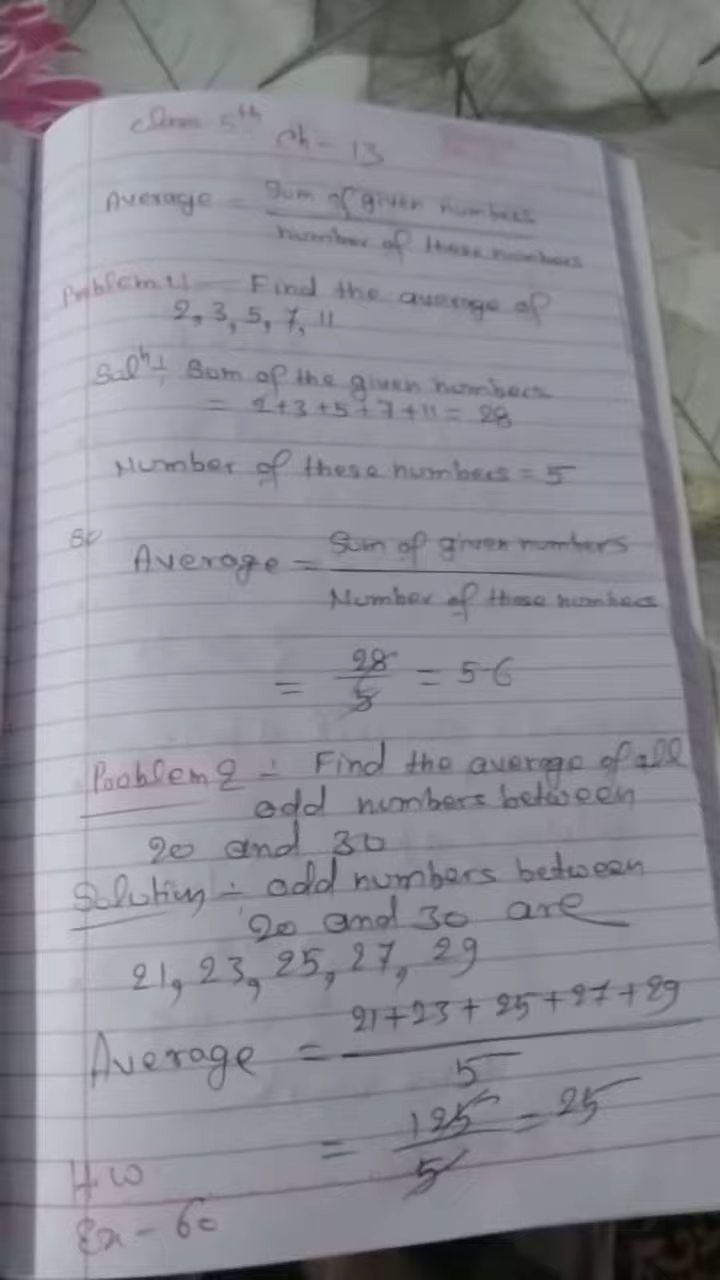 Class 5th Ch - 13
Average = Sum of given numbers
number of these numbers
Problem 1:- Find the average of
2, 3, 5, 7, 11
Solⁿ:- Sum of the given numbers
= 2+3+5+7+11 = 28
Number of these numbers = 5
So
Average = Sum of given numbers
Number of these numbers
= 28/5 = 5.6
Problem 2 :- Find the average of all
odd numbers between
20 and 30
Solution :- odd numbers between
20 and 30 are
21, 23, 25, 27, 29
Average = 21+23+25+27+29
5
= 125/5 = 25
H.W
Ex - 60